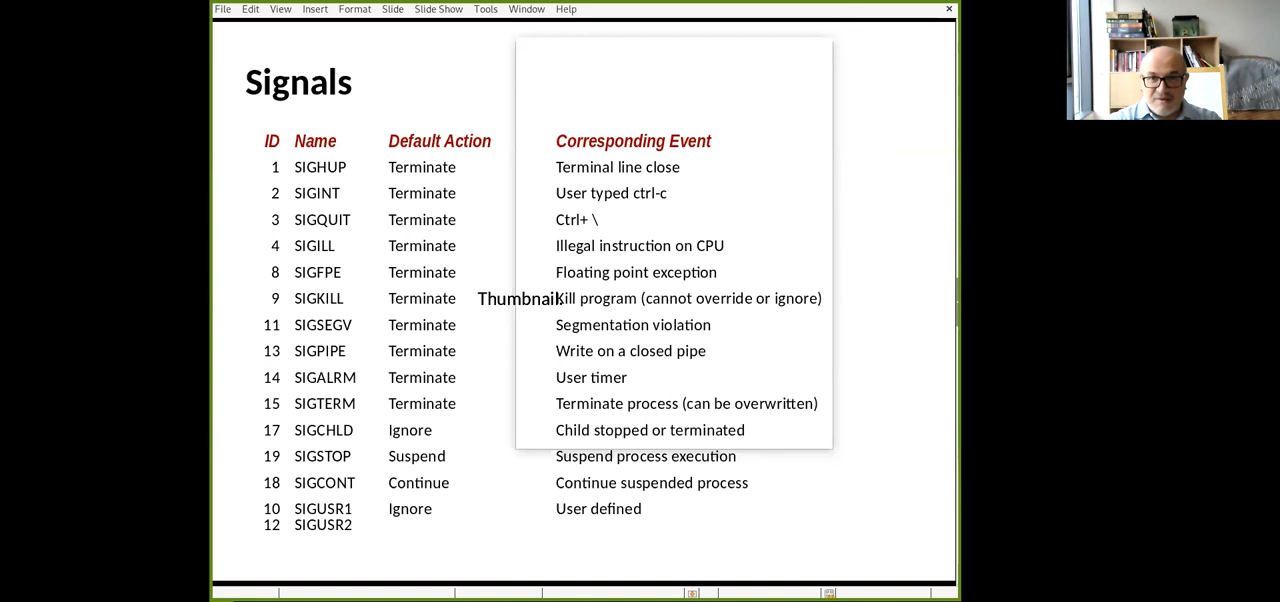 File Edit View Insert Format Slide Slide Show Tools Window Help ×
Signals
ID Name Default Action Corresponding Event
1 SIGHUP Terminate Terminal line close
2 SIGINT Terminate User typed ctrl-c
3 SIGQUIT Terminate Ctrl+ \
4 SIGILL Terminate Illegal instruction on CPU
8 SIGFPE Terminate Floating point exception
9 SIGKILL Terminate Thumbnail. Kill program (cannot override or ignore)
11 SIGSEGV Terminate Segmentation violation
13 SIGPIPE Terminate Write on a closed pipe
14 SIGALRM Terminate User timer
15 SIGTERM Terminate Terminate process (can be overwritten)
17 SIGCHLD Ignore Child stopped or terminated
19 SIGSTOP Suspend Suspend process execution
18 SIGCONT Continue Continue suspended process
10 SIGUSR1 Ignore User defined
12 SIGUSR2